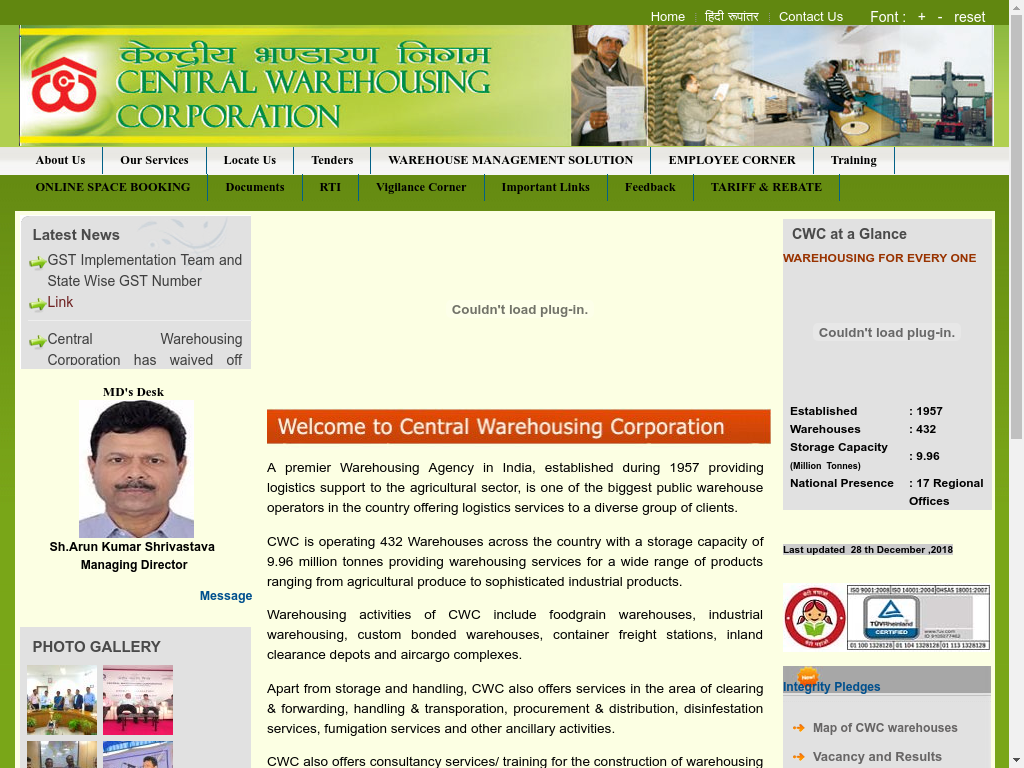 Home
हिंदी रूपांतर
Contact Us
Font : + - reset
केन्द्रीय भण्डारण निगम
CENTRAL WAREHOUSING
CORPORATION
About Us
Our Services
Locate Us
Tenders
WAREHOUSE MANAGEMENT SOLUTION
EMPLOYEE CORNER
Training
ONLINE SPACE BOOKING
Documents
RTI
Vigilance Corner
Important Links
Feedback
TARIFF & REBATE
Latest News
GST Implementation Team and
State Wise GST Number
Link
Central Warehousing
Corporation has waived off
MD's Desk
Sh.Arun Kumar Shrivastava
Managing Director
Message
PHOTO GALLERY
Couldn't load plug-in.
Welcome to Central Warehousing Corporation
A premier Warehousing Agency in India, established during 1957 providing
logistics support to the agricultural sector, is one of the biggest public warehouse
operators in the country offering logistics services to a diverse group of clients.
CWC is operating 432 Warehouses across the country with a storage capacity of
9.96 million tonnes providing warehousing services for a wide range of products
ranging from agricultural produce to sophisticated industrial products.
Warehousing activities of CWC include foodgrain warehouses, industrial
warehousing, custom bonded warehouses, container freight stations, inland
clearance depots and aircargo complexes.
Apart from storage and handling, CWC also offers services in the area of clearing
& forwarding, handling & transporation, procurement & distribution, disinfestation
services, fumigation services and other ancillary activities.
CWC also offers consultancy services/ training for the construction of warehousing
CWC at a Glance
WAREHOUSING FOR EVERY ONE
Couldn't load plug-in.
Established : 1957
Warehouses : 432
Storage Capacity
(Million Tonnes) : 9.96
National Presence : 17 Regional
Offices
Last updated 28 th December ,2018
ISO 9001:2008 ISO 14001:2004 OHSAS 18001:2007
TÜVRheinland
CERTIFIED
www.tuv.com
01 100 1328128 01 104 1328128 01 113 1328128
New!
Integrity Pledges
Map of CWC warehouses
Vacancy and Results